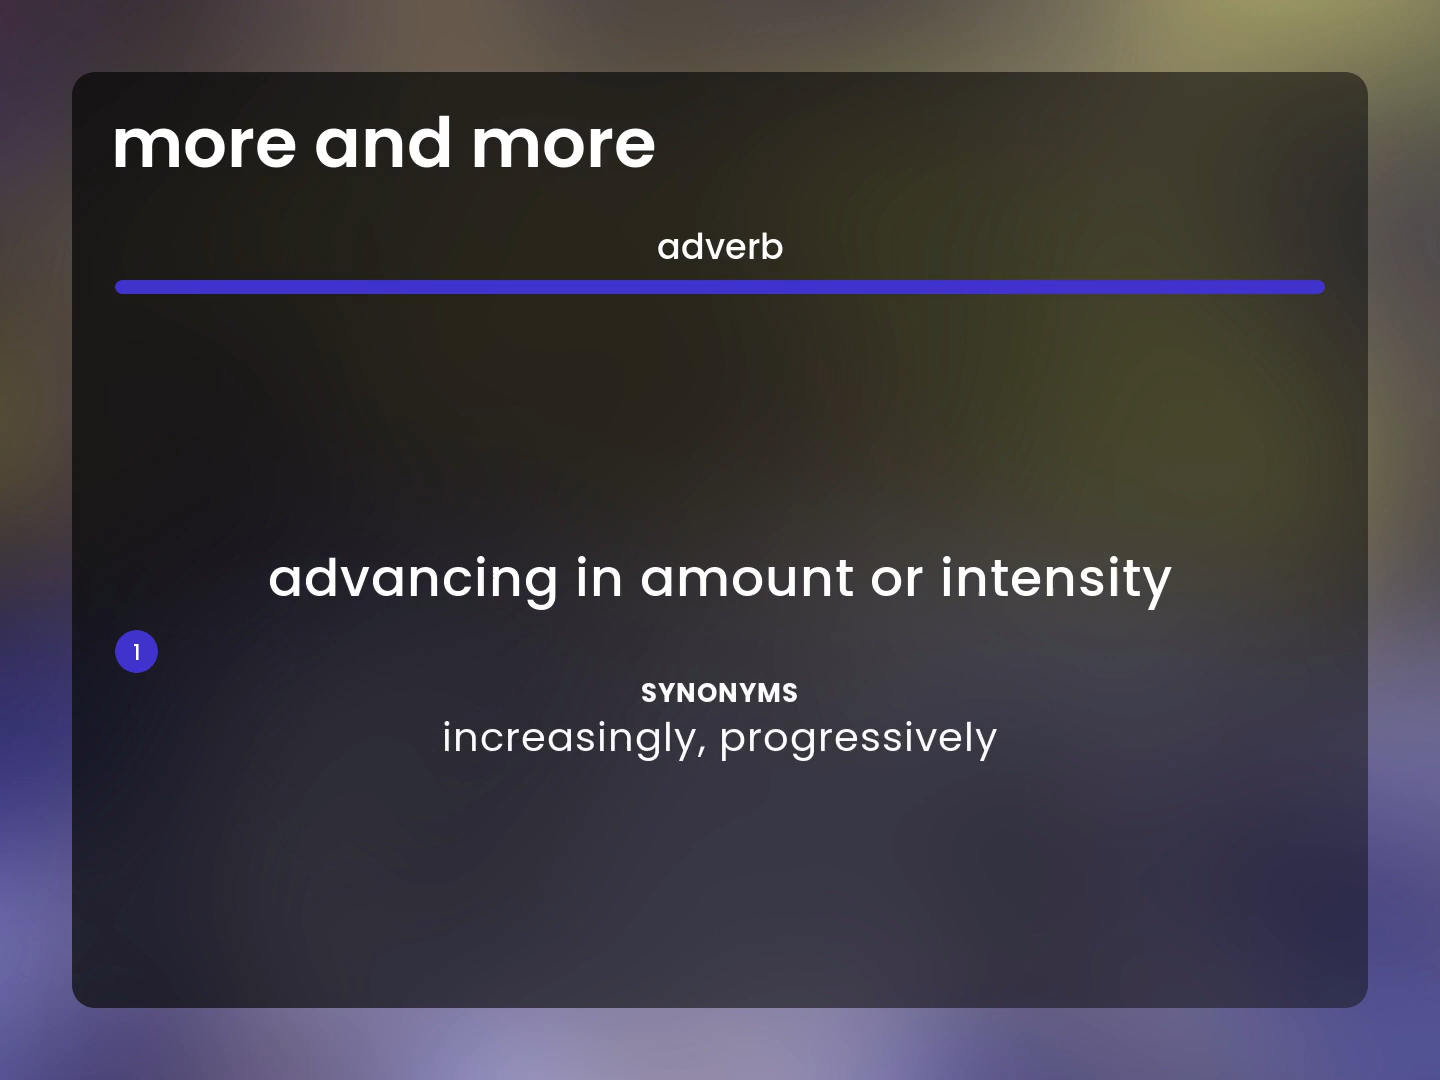 more and more
adverb
advancing in amount or intensity
1
SYNONYMS
increasingly, progressively